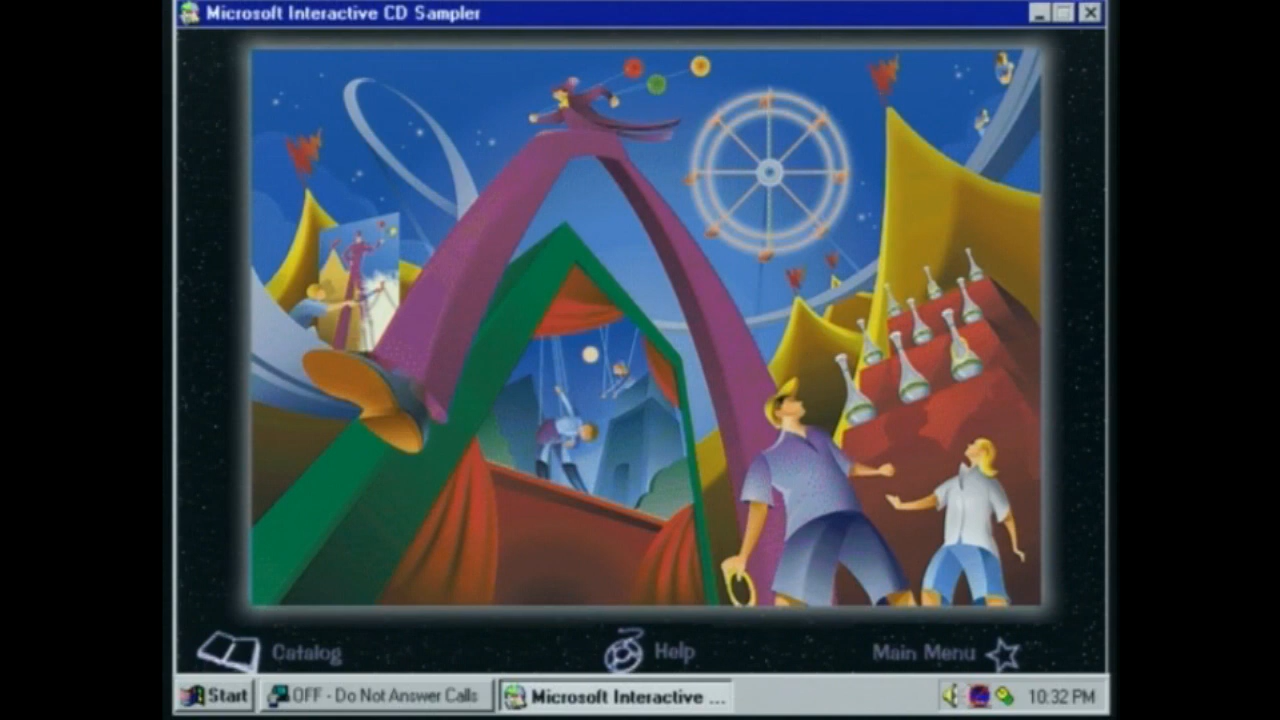 Microsoft Interactive CD Sampler
Catalog
Help
Main Menu
Start
OFF - Do Not Answer Calls
Microsoft Interactive ...
10:32 PM